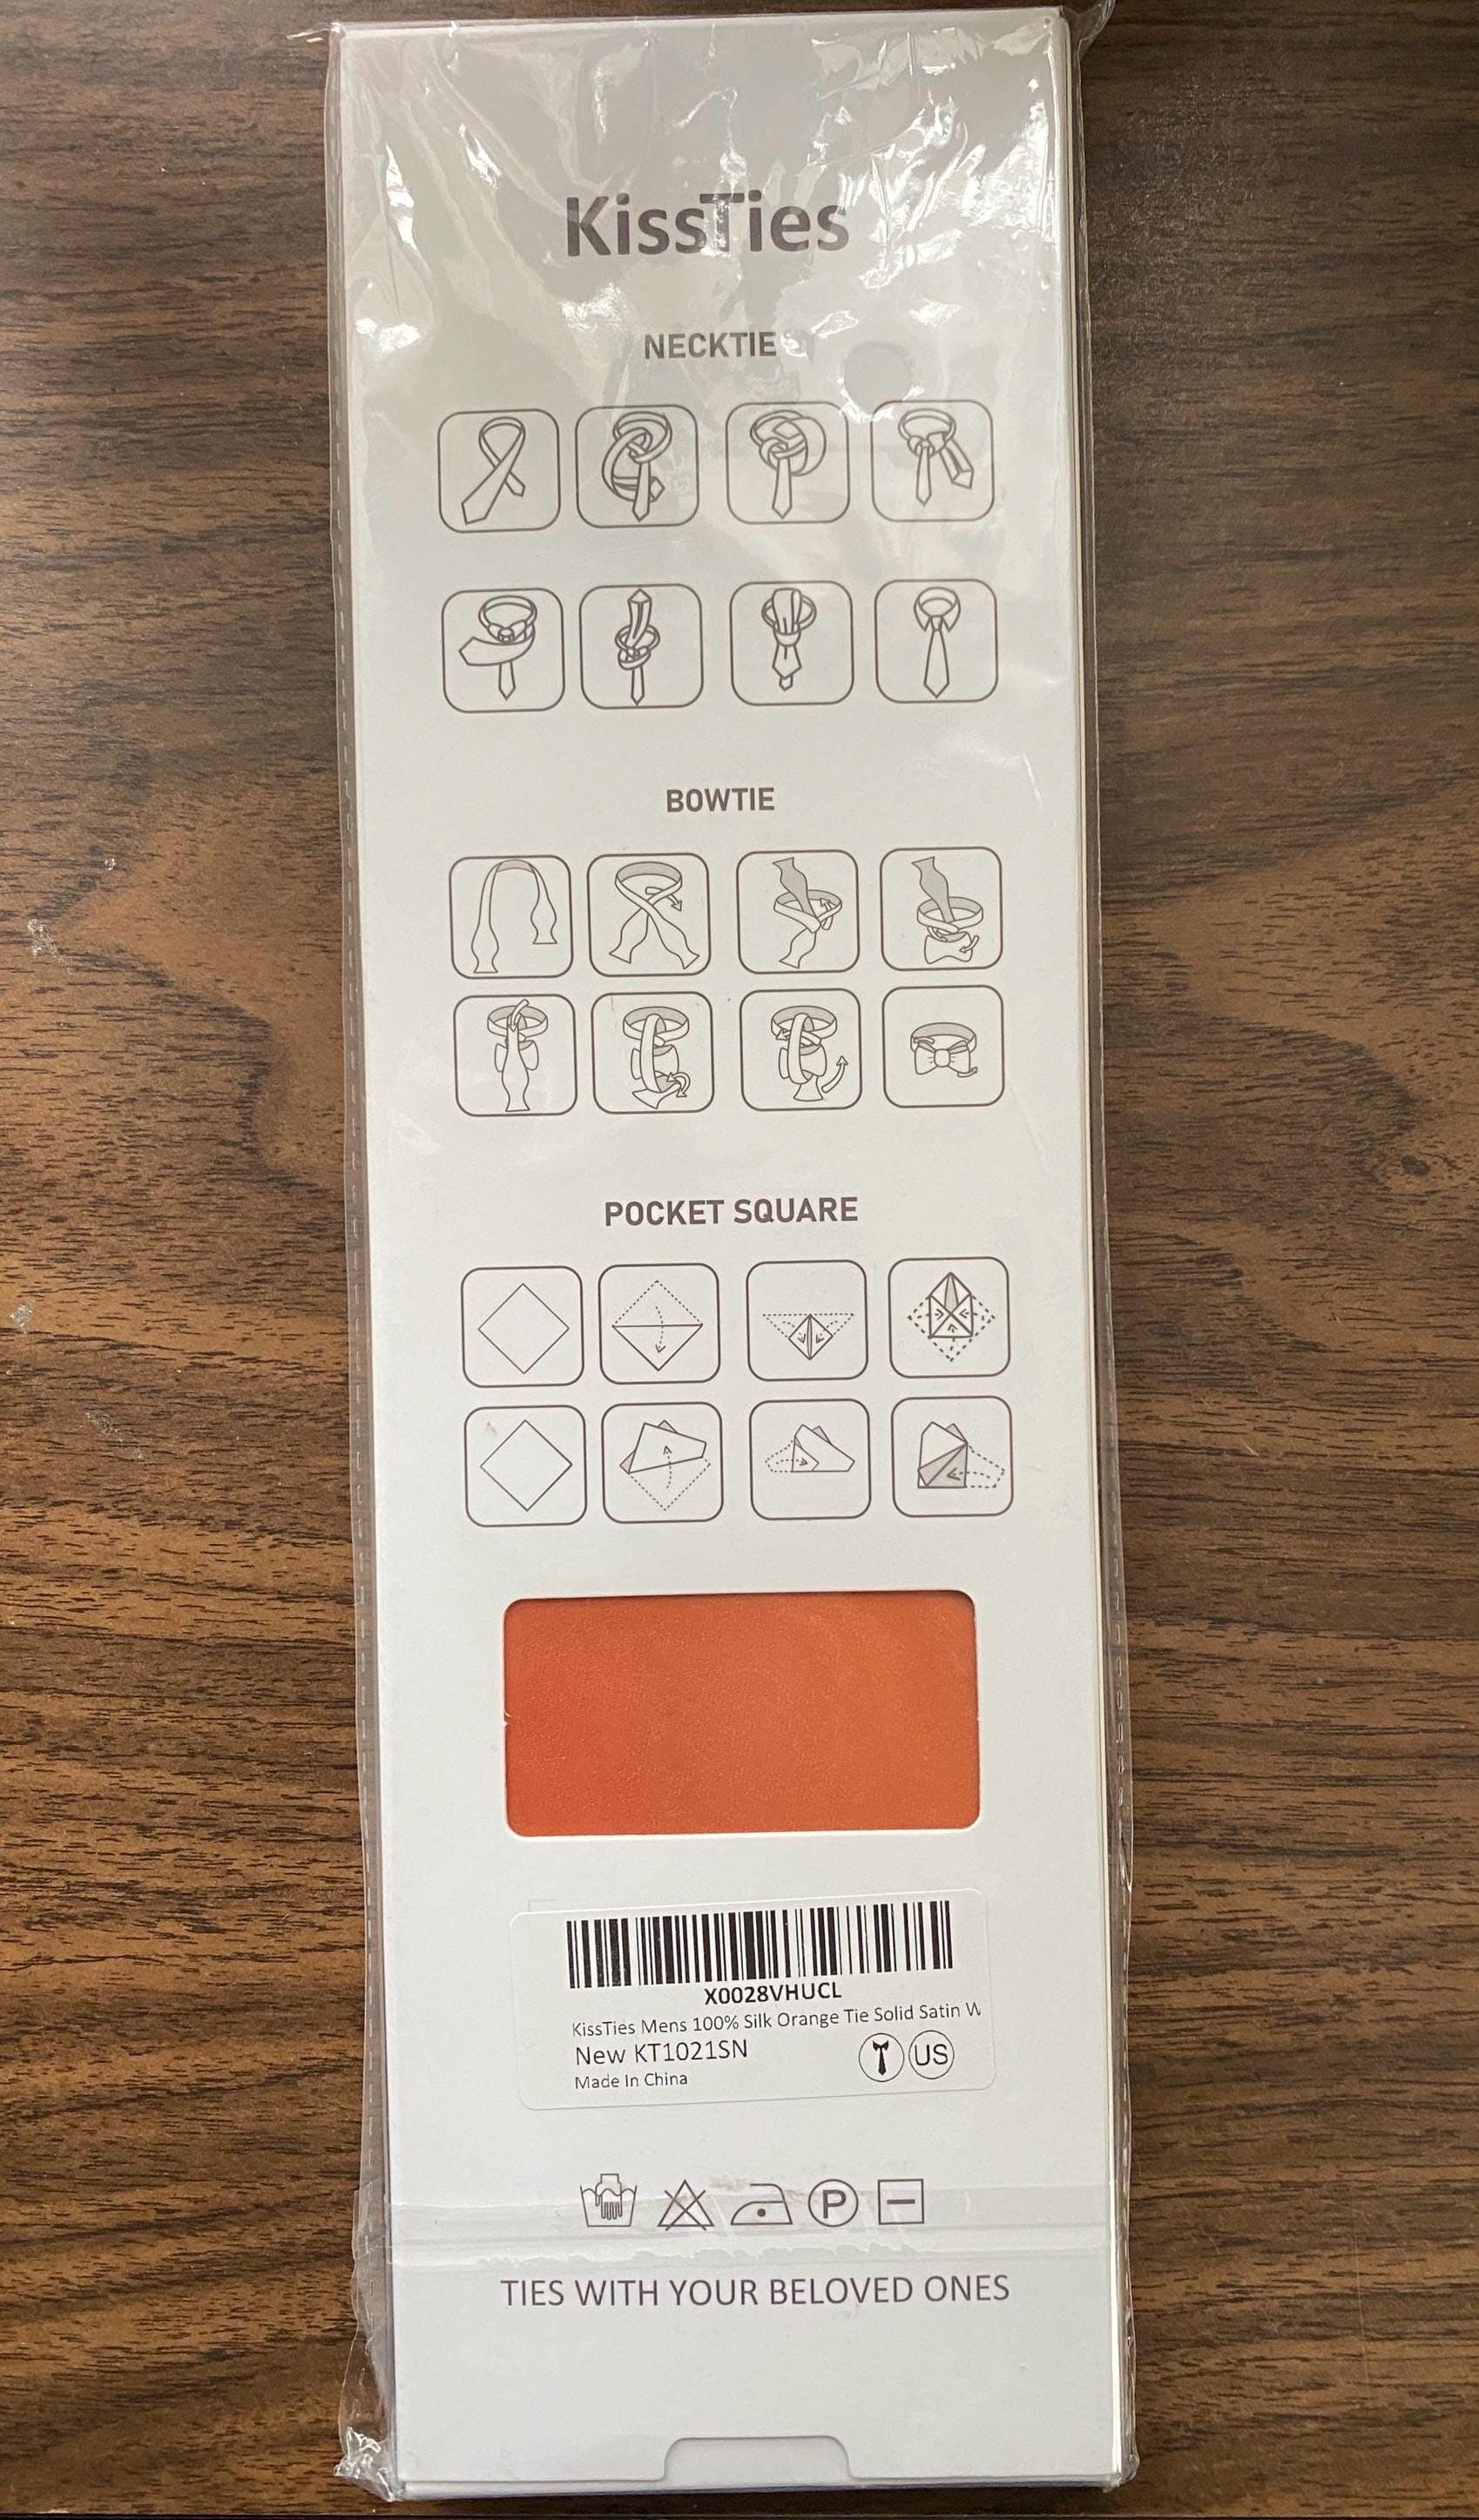 KissTies
NECKTIE
BOWTIE
POCKET SQUARE
X0028VHUCL
KissTies Mens 100% Silk Orange Tie Solid Satin W
New KT1021SN
US
Made In China
P
TIES WITH YOUR BELOVED ONES